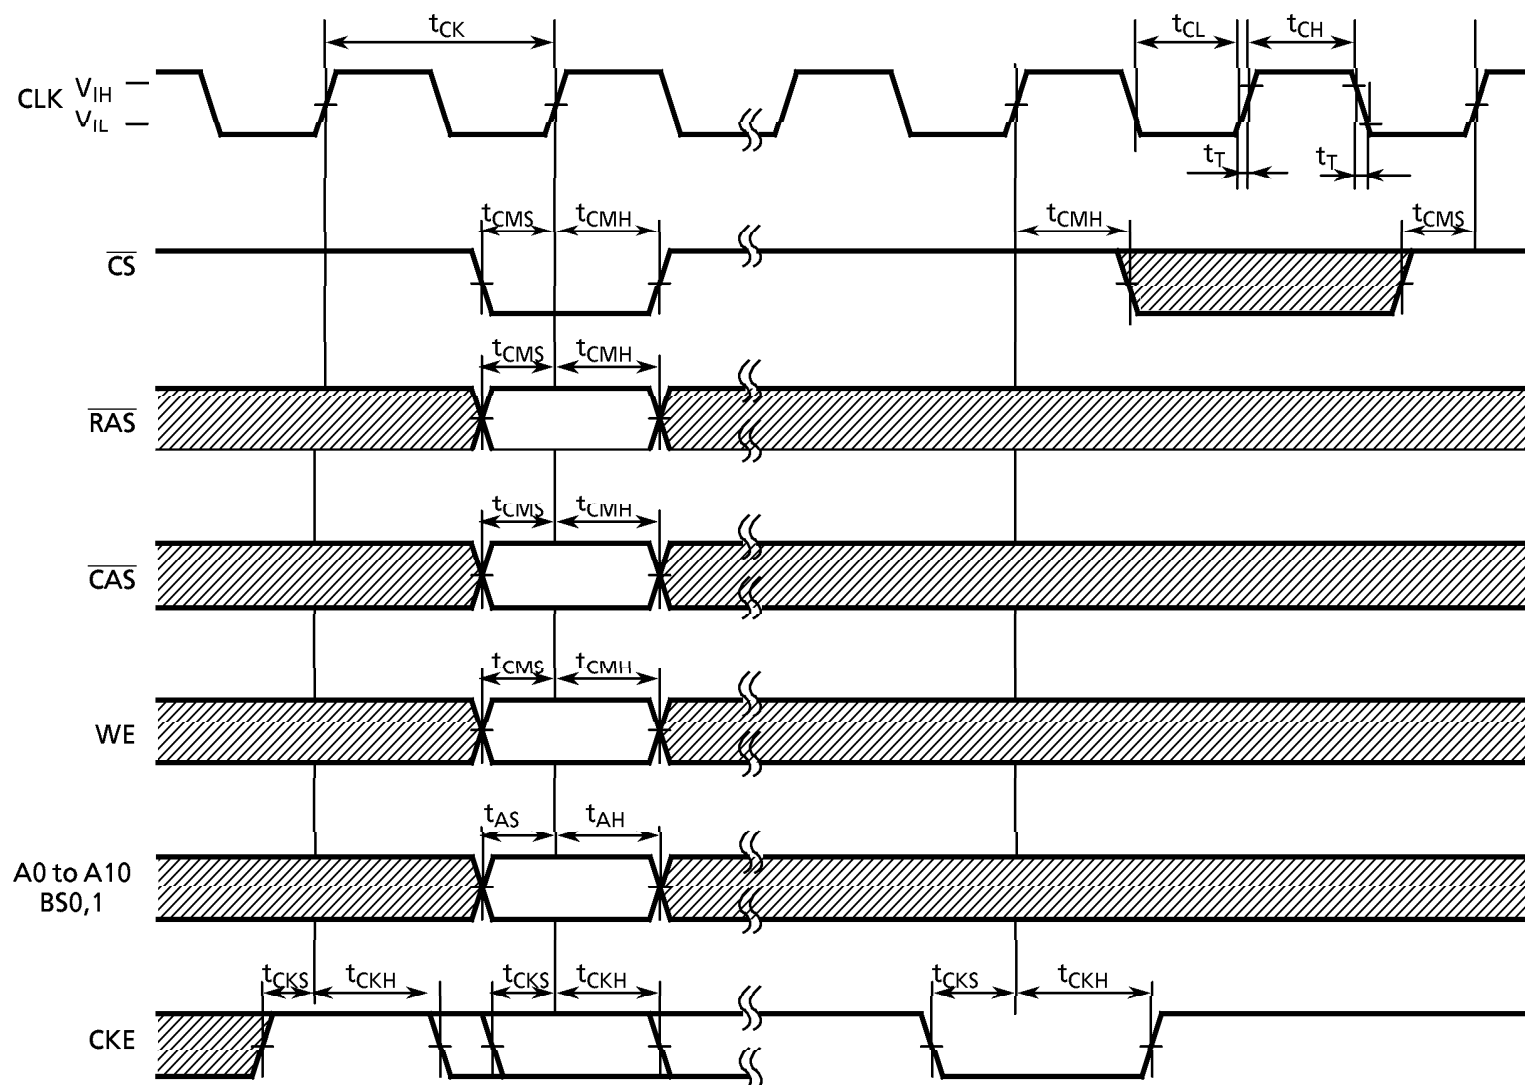 tCK tCL tCH
CLK VIH
VIL
tT tT
tCMS tCMH tCMH tCMS
CS
tCMS tCMH
RAS
tCMS tCMH
CAS
tCMS tCMH
WE
tAS tAH
A0 to A10
BS0,1
tCKS tCKH tCKS tCKH tCKS tCKH
CKE